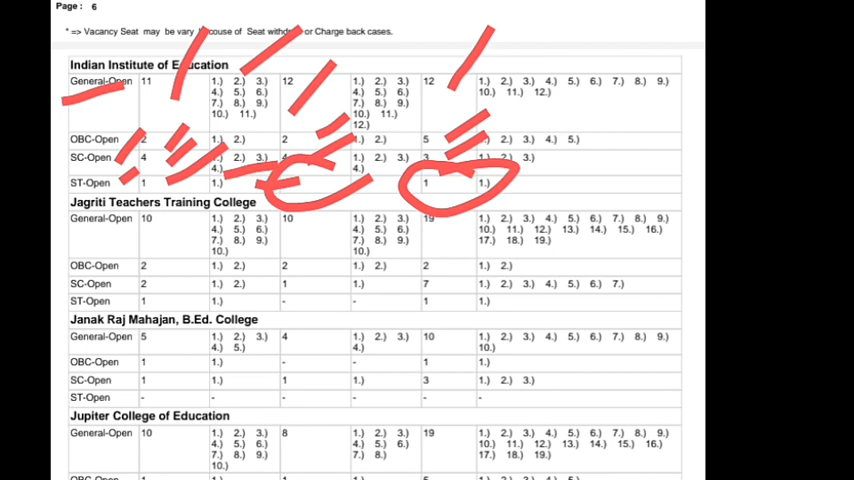 Page : 6
* => Vacancy Seat may be vary of Seat or Charge back cases.
Indian Institute of Education
General-Open 11 1.) 2.) 3.) 12 1.) 2.) 3.) 12 1.) 2.) 3.) 4.) 5.) 6.) 7.) 8.) 9.)
4.) 5.) 6.) 4.) 5.) 6.) 10.) 11.) 12.)
7.) 8.) 9.) 7.) 8.) 9.)
10.) 11.) 10.) 11.)
12.)
OBC-Open 2 1.) 2.) 2 1.) 2.) 5 1.) 2.) 3.) 4.) 5.)
SC-Open 4 1.) 2.) 3.) 4 1.) 2.) 3.) 3 1.) 2.) 3.)
4.) 4.)
ST-Open 1 1.) 1 1.)
Jagriti Teachers Training College
General-Open 10 1.) 2.) 3.) 10 1.) 2.) 3.) 19 1.) 2.) 3.) 4.) 5.) 6.) 7.) 8.) 9.)
4.) 5.) 6.) 4.) 5.) 6.) 10.) 11.) 12.) 13.) 14.) 15.) 16.)
7.) 8.) 9.) 7.) 8.) 9.) 17.) 18.) 19.)
10.) 10.)
OBC-Open 2 1.) 2.) 2 1.) 2.) 2 1.) 2.)
SC-Open 2 1.) 2.) 1 1.) 7 1.) 2.) 3.) 4.) 5.) 6.) 7.)
ST-Open 1 1.) - - 1 1.)
Janak Raj Mahajan, B.Ed. College
General-Open 5 1.) 2.) 3.) 4 1.) 2.) 3.) 10 1.) 2.) 3.) 4.) 5.) 6.) 7.) 8.) 9.)
4.) 5.) 4.) 10.)
OBC-Open 1 1.) - - 1 1.)
SC-Open 1 1.) 1 1.) 3 1.) 2.) 3.)
ST-Open - - - - - -
Jupiter College of Education
General-Open 10 1.) 2.) 3.) 8 1.) 2.) 3.) 19 1.) 2.) 3.) 4.) 5.) 6.) 7.) 8.) 9.)
4.) 5.) 6.) 4.) 5.) 6.) 10.) 11.) 12.) 13.) 14.) 15.) 16.)
7.) 8.) 9.) 7.) 8.) 17.) 18.) 19.)
10.)